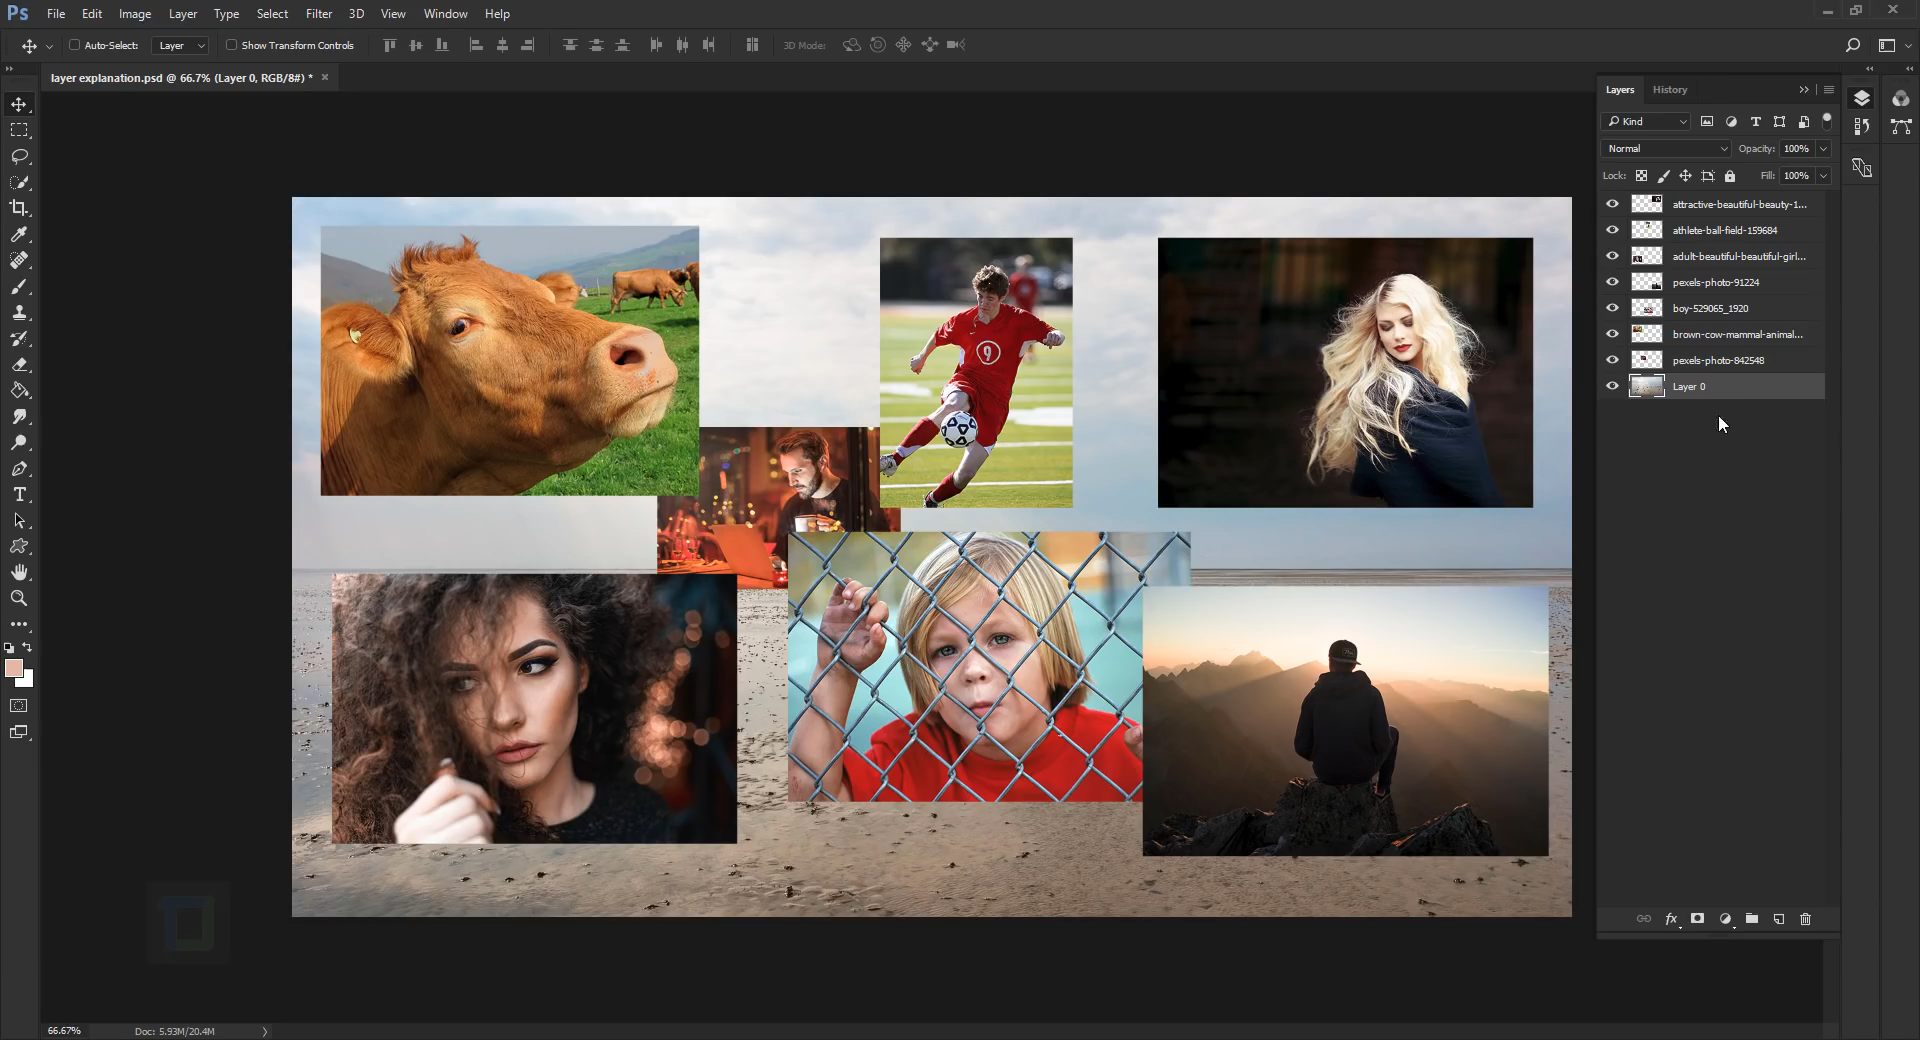 Ps File Edit Image Layer Type Select Filter 3D View Window Help
Auto-Select: Layer Show Transform Controls 3D Mode:
layer explanation.psd @ 66.7% (Layer 0, RGB/8#) * ×
Layers History
Kind
Normal Opacity: 100%
Lock: Fill: 100%
attractive-beautiful-beauty-1...
athlete-ball-field-159684
adult-beautiful-beautiful-girl...
pexels-photo-91224
boy-529065_1920
brown-cow-mammal-animal...
pexels-photo-842548
Layer 0
9
fx
66.67% Doc: 5.93M/20.4M